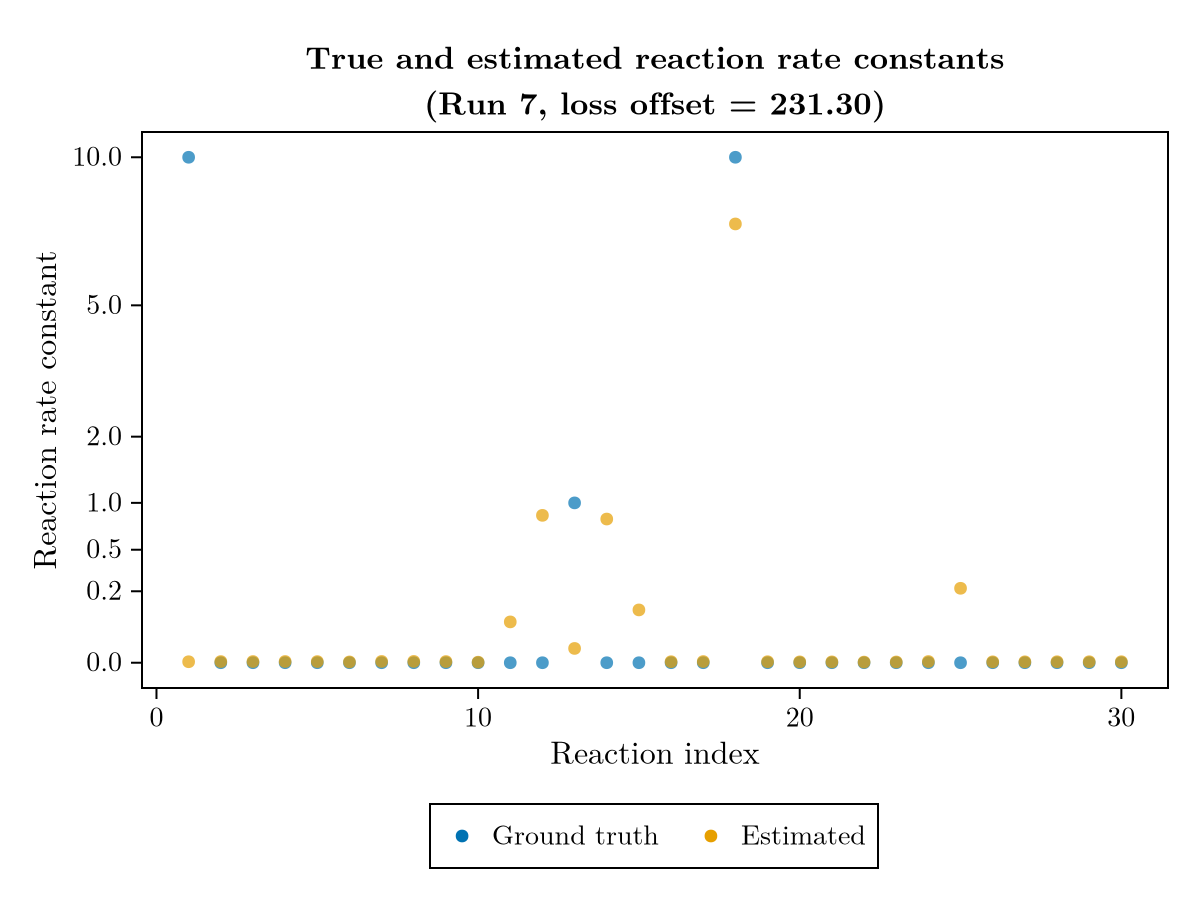 True and estimated reaction rate constants
(Run 7, loss offset = 231.30)
Reaction rate constant
10.0
5.0
2.0
1.0
0.5
0.2
0.0
0 10 20 30
Reaction index
Ground truth Estimated